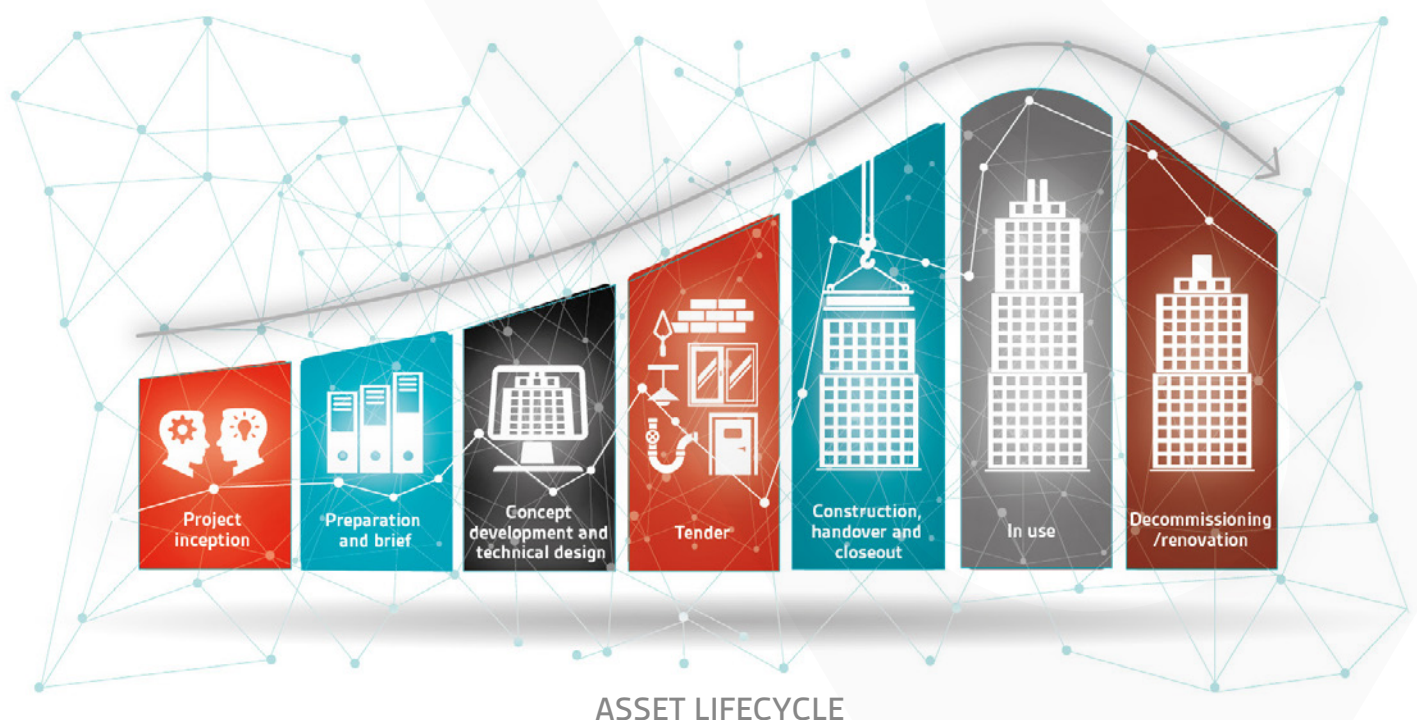 Project
inception
Preparation
and brief
Concept
development and
technical design
Tender
Construction,
handover and
closeout
In use
Decommissioning
/renovation
ASSET LIFECYCLE